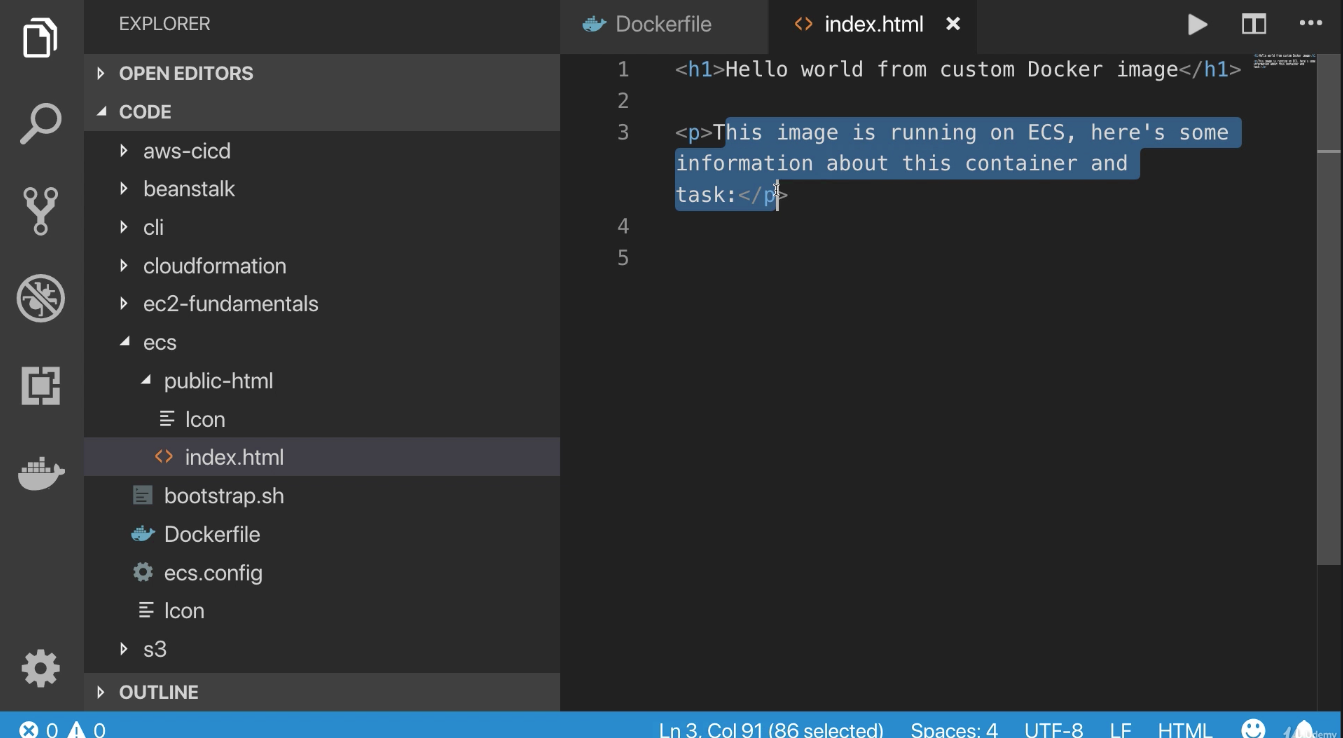 EXPLORER
OPEN EDITORS
CODE
aws-cicd
beanstalk
cli
cloudformation
ec2-fundamentals
ecs
public-html
Icon
index.html
bootstrap.sh
Dockerfile
ecs.config
Icon
s3
OUTLINE
Dockerfile
index.html
1 <h1>Hello world from custom Docker image</h1>
2
3 <p>This image is running on ECS, here's some
information about this container and
task:</p>
4
5
0 0 Ln 3, Col 91 (86 selected) Spaces: 4 UTF-8 LF HTML